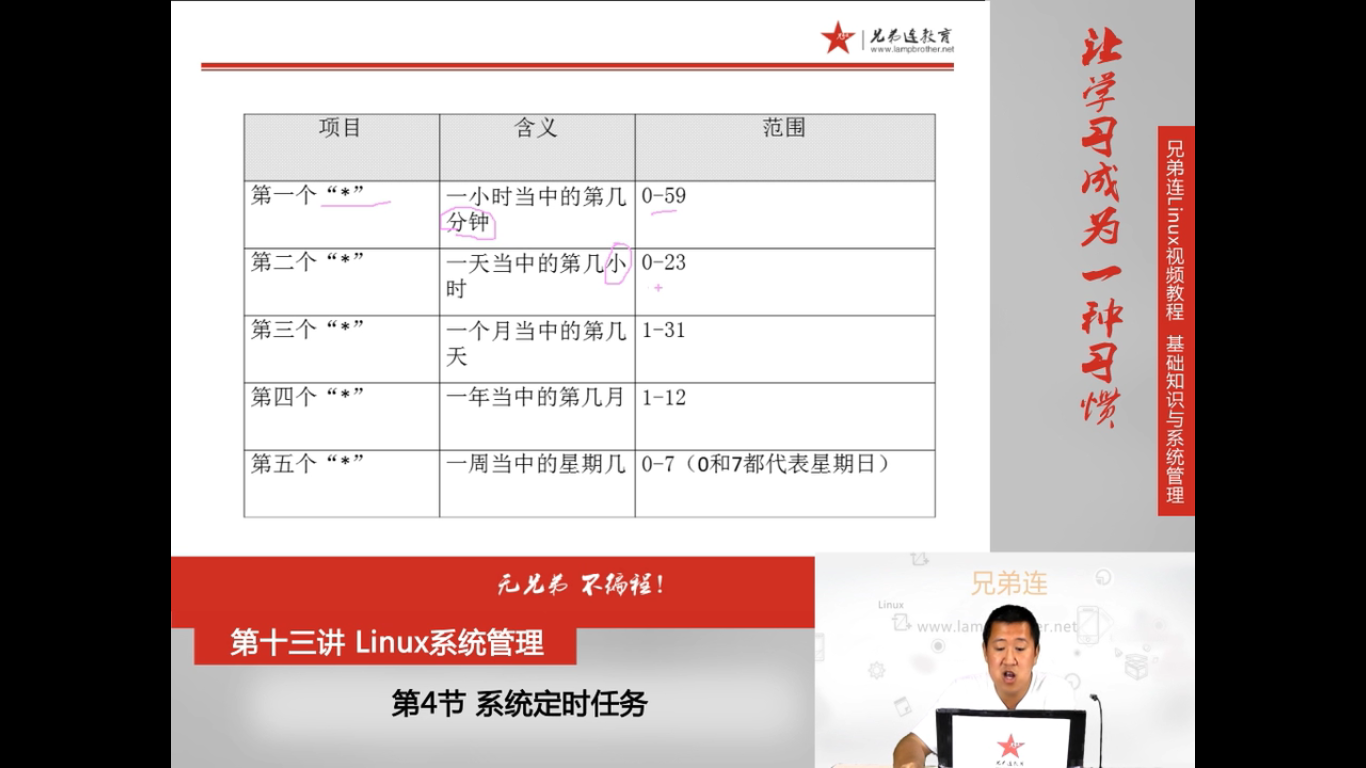 兄弟连教育
www.lampbrother.net
项目 含义 范围
第一个“*” 一小时当中的第几分钟 0-59
第二个“*” 一天当中的第几小时 0-23
第三个“*” 一个月当中的第几天 1-31
第四个“*” 一年当中的第几月 1-12
第五个“*” 一周当中的星期几 0-7（0和7都代表星期日）
让学习成为一种习惯
兄弟连Linux视频教程 基础知识与系统管理
无兄弟 不编程！
第十三讲 Linux系统管理
第4节 系统定时任务
兄弟连
Linux